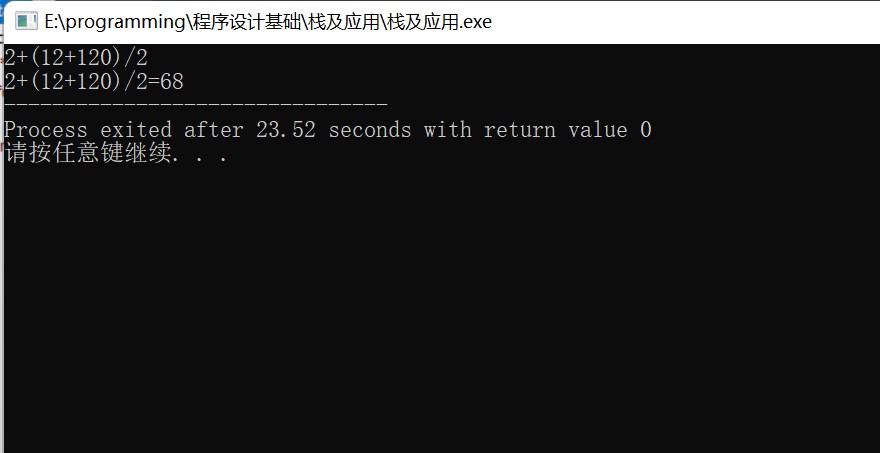 E:\programming\程序设计基础\栈及应用\栈及应用.exe
2+(12+120)/2
2+(12+120)/2=68
--------------------------------
Process exited after 23.52 seconds with return value 0
请按任意键继续. . .